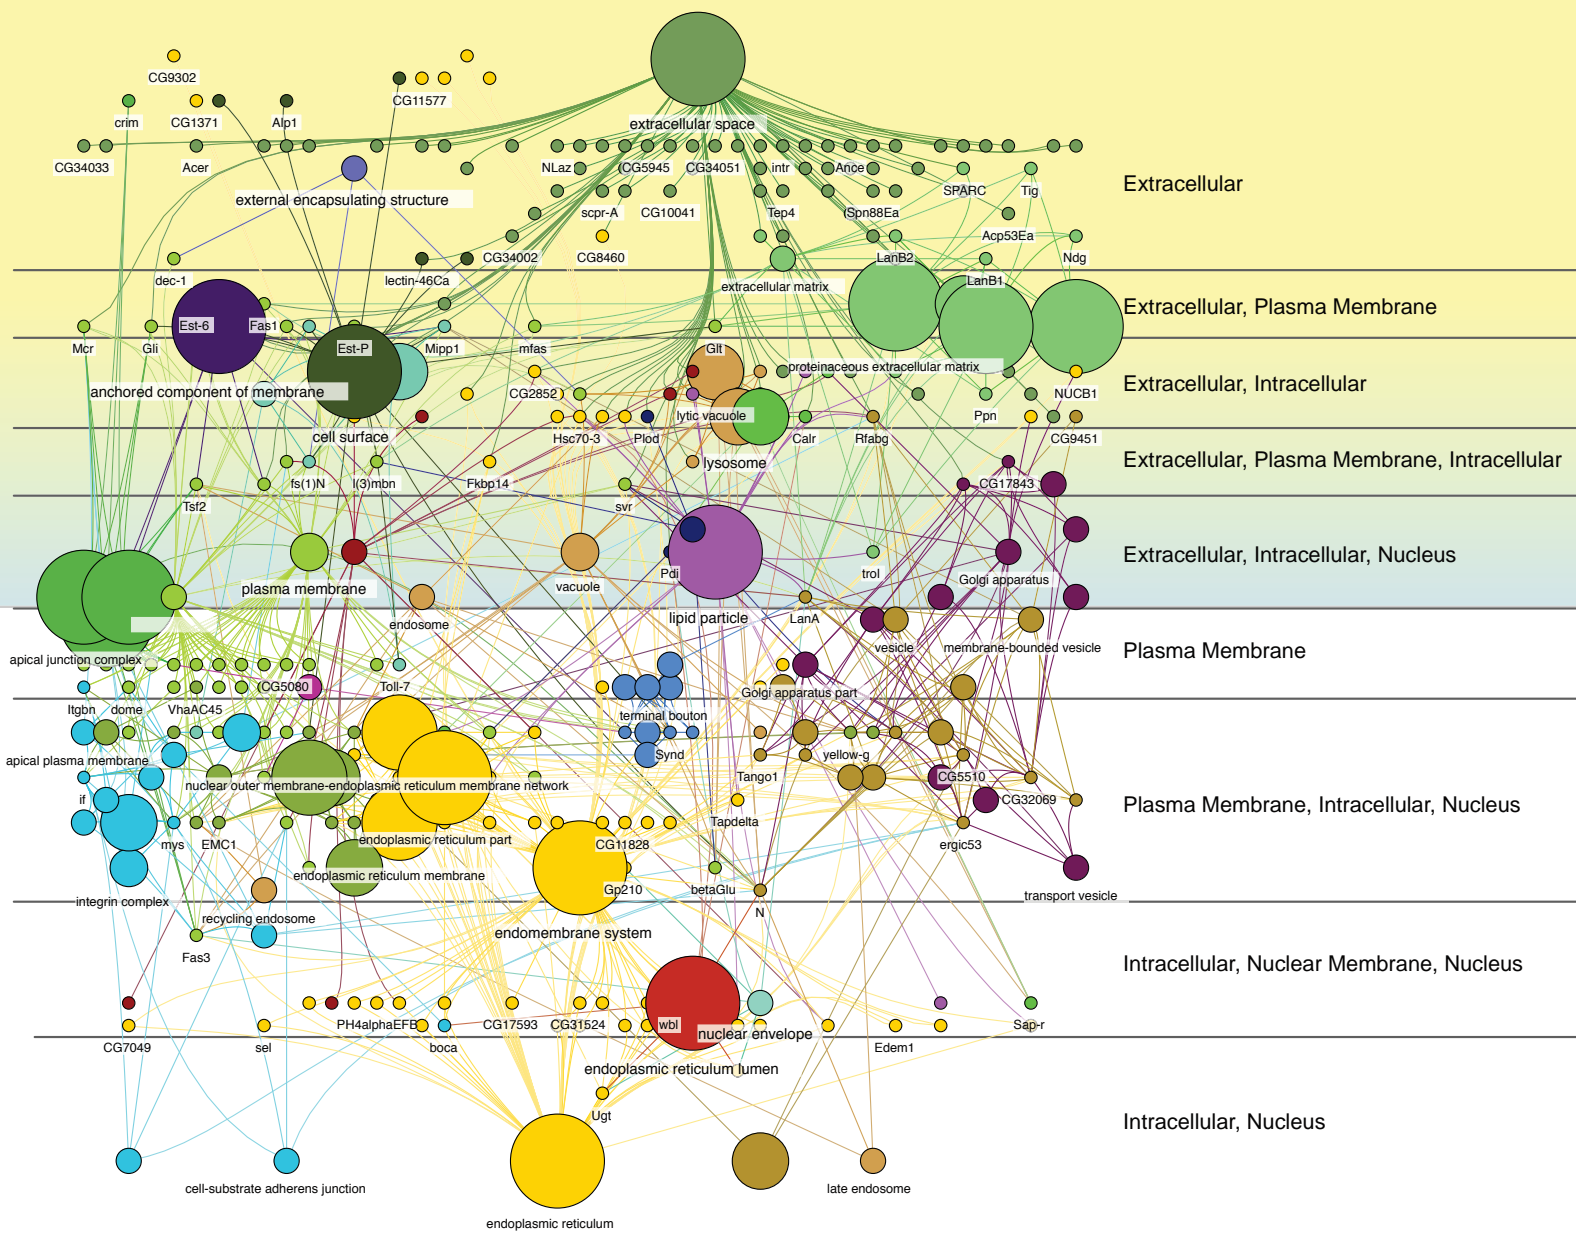 CG9302
CG11577
crim
CG1371
Alp1
extracellular space
CG34033
Acer
NLaz
CG5945
CG34051
intr
Ance
SPARC
Tig
Extracellular
external encapsulating structure
scpr-A
CG10041
Tep4
Spn88Ea
Acp53Ea
CG34002
CG8460
LanB2
Ndg
dec-1
lectin-46Ca
extracellular matrix
LanB1
Extracellular, Plasma Membrane
Est-6
Fas1
Mcr
Gli
Est-P
Mipp1
mfas
Glt
proteinaceous extracellular matrix
Extracellular, Intracellular
anchored component of membrane
CG2852
NUCB1
lytic vacuole
Ppn
cell surface
Hsc70-3
Plod
Calr
Rfabg
CG9451
lysosome
Extracellular, Plasma Membrane, Intracellular
fs(1)N
l(3)mbn
Fkbp14
CG17843
Tsf2
svr
Extracellular, Intracellular, Nucleus
plasma membrane
vacuole
Pdi
trol
Golgi apparatus
endosome
lipid particle
LanA
apical junction complex
vesicle
membrane-bounded vesicle
Plasma Membrane
CG5080
Toll-7
Golgi apparatus part
Itgbn
dome
VhaAC45
terminal bouton
apical plasma membrane
Synd
yellow-g
nuclear outer membrane-endoplasmic reticulum membrane network
Tango1
CG5510
if
CG32069
Plasma Membrane, Intracellular, Nucleus
mys
EMC1
endoplasmic reticulum part
CG11828
Tapdelta
ergic53
endoplasmic reticulum membrane
Gp210
betaGlu
transport vesicle
integrin complex
recycling endosome
N
endomembrane system
Fas3
Intracellular, Nuclear Membrane, Nucleus
PH4alphaEFB
CG17593
CG31524
wbl
nuclear envelope
Sap-r
CG7049
sel
boca
Edem1
endoplasmic reticulum lumen
Ugt
Intracellular, Nucleus
cell-substrate adherens junction
late endosome
endoplasmic reticulum